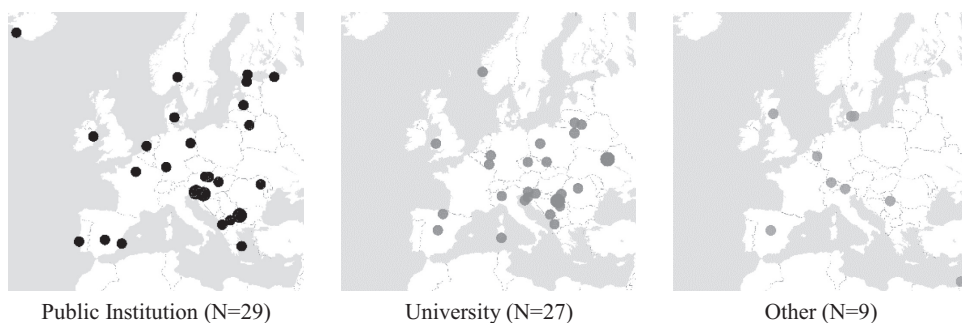 Public Institution (N=29)
University (N=27)
Other (N=9)